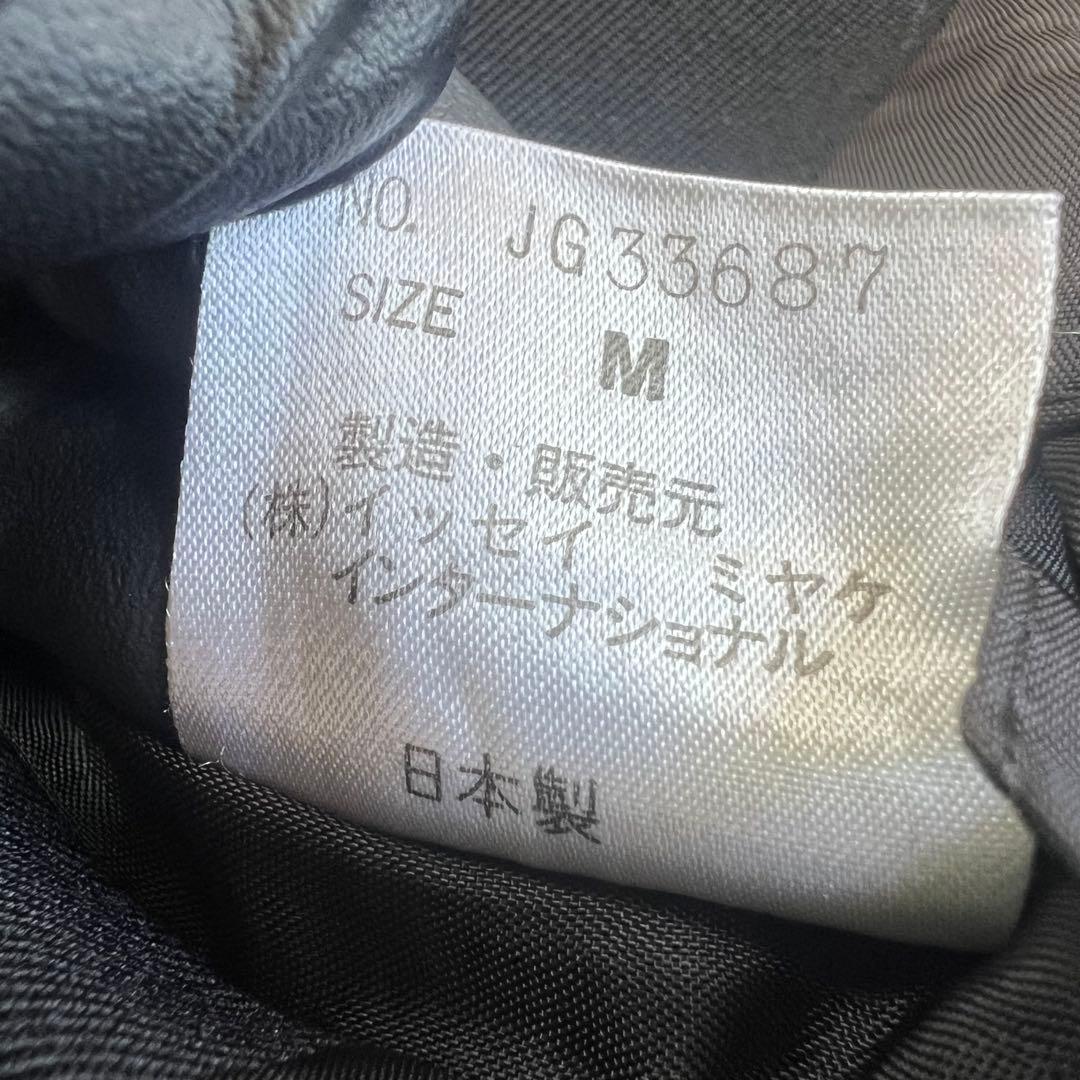 NO. JG33687
SIZE M
製造・販売元
(株)イッセイ ミヤケ
インターナショナル
日本製